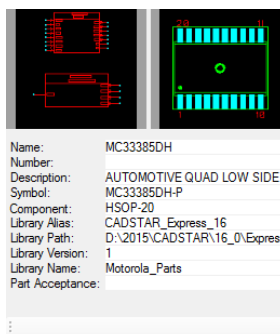 20 11
1 10
Name: MC33385DH
Number:
Description: AUTOMOTIVE QUAD LOW SIDE
Symbol: MC33385DH-P
Component: HSOP-20
Library Alias: CADSTAR_Express_16
Library Path: D:\2015\CADSTAR\16_0\Expres
Library Version: 1
Library Name: Motorola_Parts
Part Acceptance: